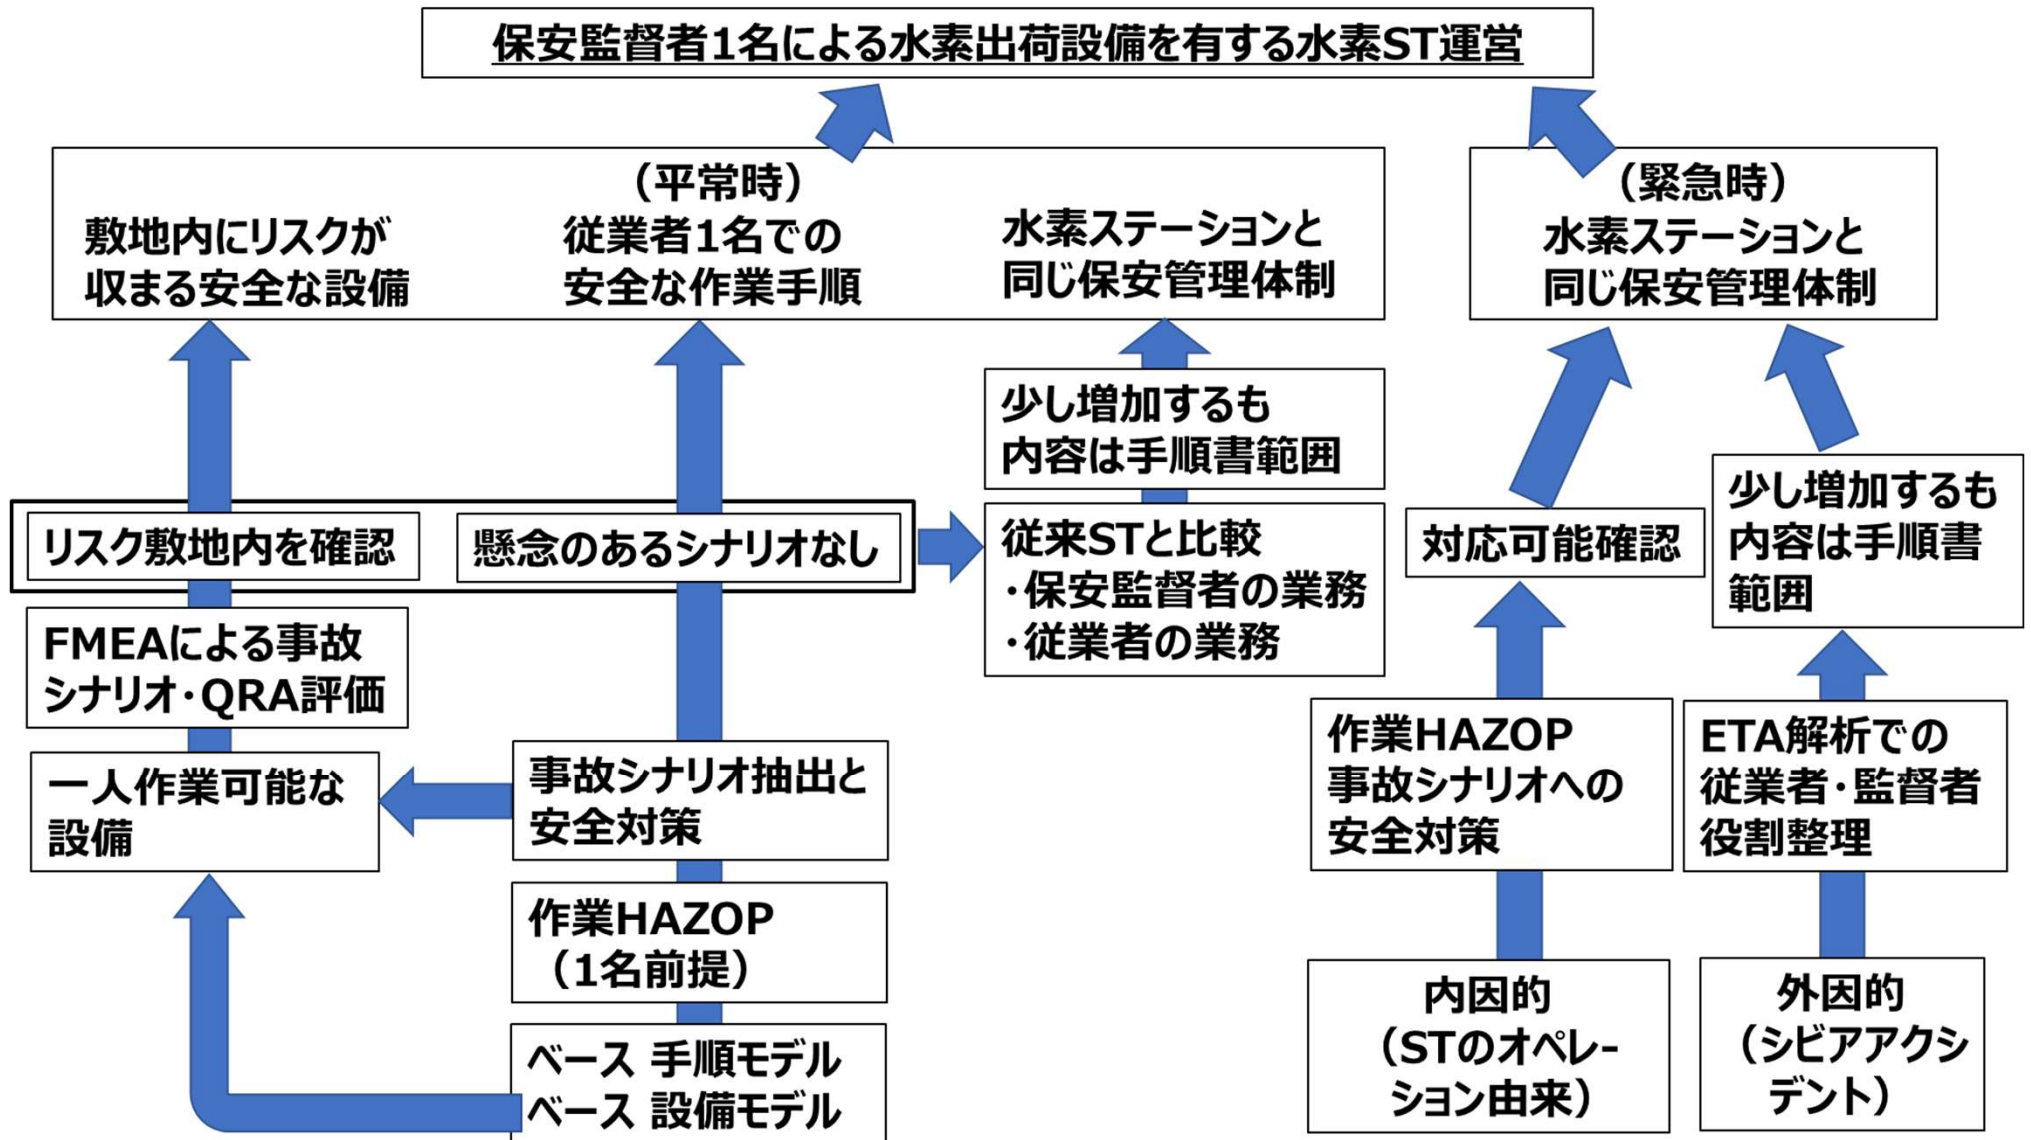 保安監督者1名による水素出荷設備を有する水素ST運営
（平常時）
敷地内にリスクが
収まる安全な設備
従業者1名での
安全な作業手順
水素ステーションと
同じ保安管理体制
（緊急時）
水素ステーションと
同じ保安管理体制
少し増加するも
内容は手順書範囲
リスク敷地内を確認
懸念のあるシナリオなし
従来STと比較
・保安監督者の業務
・従業者の業務
対応可能確認
少し増加するも
内容は手順書
範囲
FMEAによる事故
シナリオ・QRA評価
一人作業可能な
設備
事故シナリオ抽出と
安全対策
作業HAZOP
（1名前提）
ベース 手順モデル
ベース 設備モデル
作業HAZOP
事故シナリオへの
安全対策
ETA解析での
従業者・監督者
役割整理
内因的
（STのオペレｰ
ション由来）
外因的
（シビアアクシ
デント）